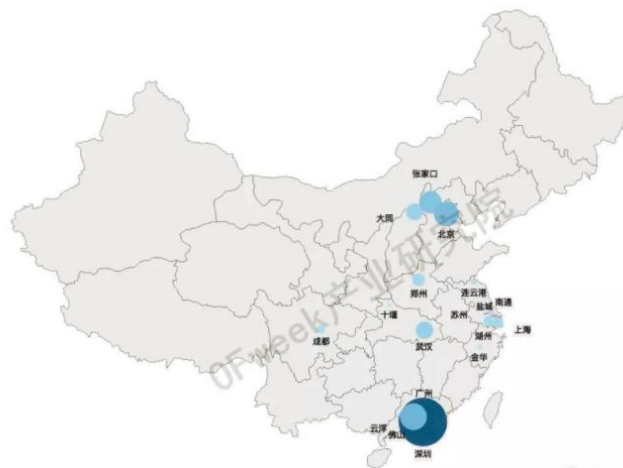 张家口
大同
北京
郑州
连云港
盐城
南通
十堰
苏州
上海
成都
武汉
湖州
金华
广州
云浮
佛山
深圳
OFweek产业研究院